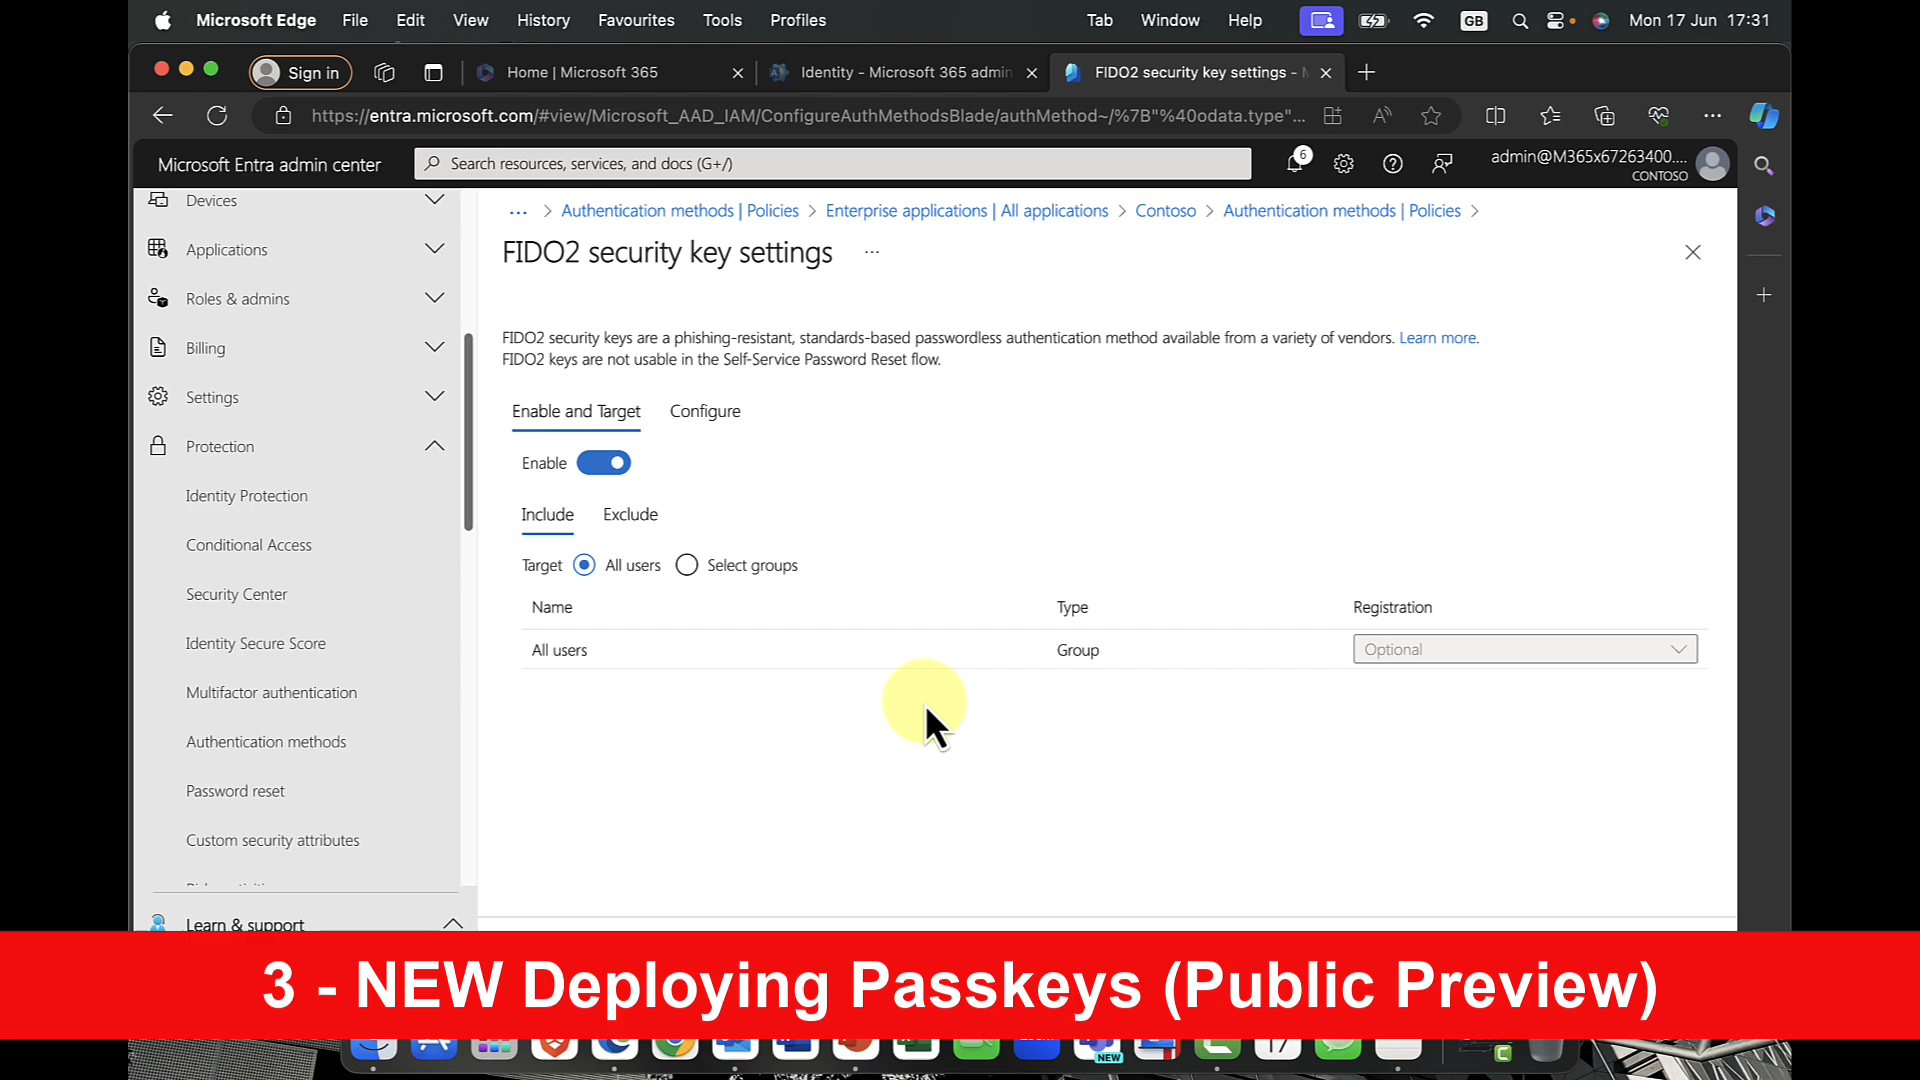 Microsoft Edge File Edit View History Favourites Tools Profiles Tab Window Help GB Mon 17 Jun 17:31
Sign in Home | Microsoft 365 Identity - Microsoft 365 admin FIDO2 security key settings -
https://entra.microsoft.com/#view/Microsoft_AAD_IAM/ConfigureAuthMethodsBlade/authMethod~/%7B"%40odata.type"...
Microsoft Entra admin center Search resources, services, and docs (G+/) 6 admin@M365x67263400....
CONTOSO
Devices
Applications
Roles & admins
Billing
Settings
Protection
Identity Protection
Conditional Access
Security Center
Identity Secure Score
Multifactor authentication
Authentication methods
Password reset
Custom security attributes
Learn & support
... > Authentication methods | Policies > Enterprise applications | All applications > Contoso > Authentication methods | Policies >
FIDO2 security key settings ...
FIDO2 security keys are a phishing-resistant, standards-based passwordless authentication method available from a variety of vendors. Learn more.
FIDO2 keys are not usable in the Self-Service Password Reset flow.
Enable and Target Configure
Enable
Include Exclude
Target All users Select groups
Name Type Registration
All users Group Optional
3 - NEW Deploying Passkeys (Public Preview)
NEW